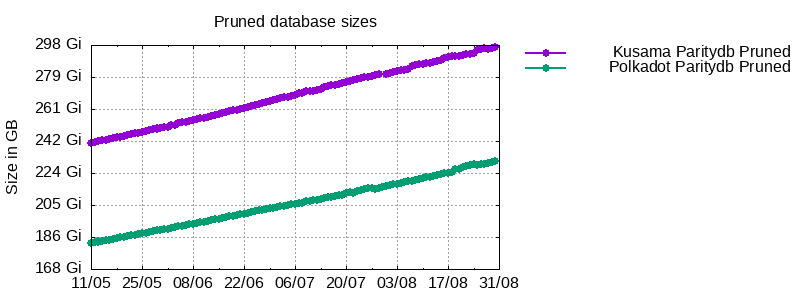 Pruned database sizes
298 Gi
279 Gi
261 Gi
242 Gi
224 Gi
205 Gi
186 Gi
168 Gi
Size in GB
11/05 25/05 08/06 22/06 06/07 20/07 03/08 17/08 31/08
Kusama Paritydb Pruned
Polkadot Paritydb Pruned